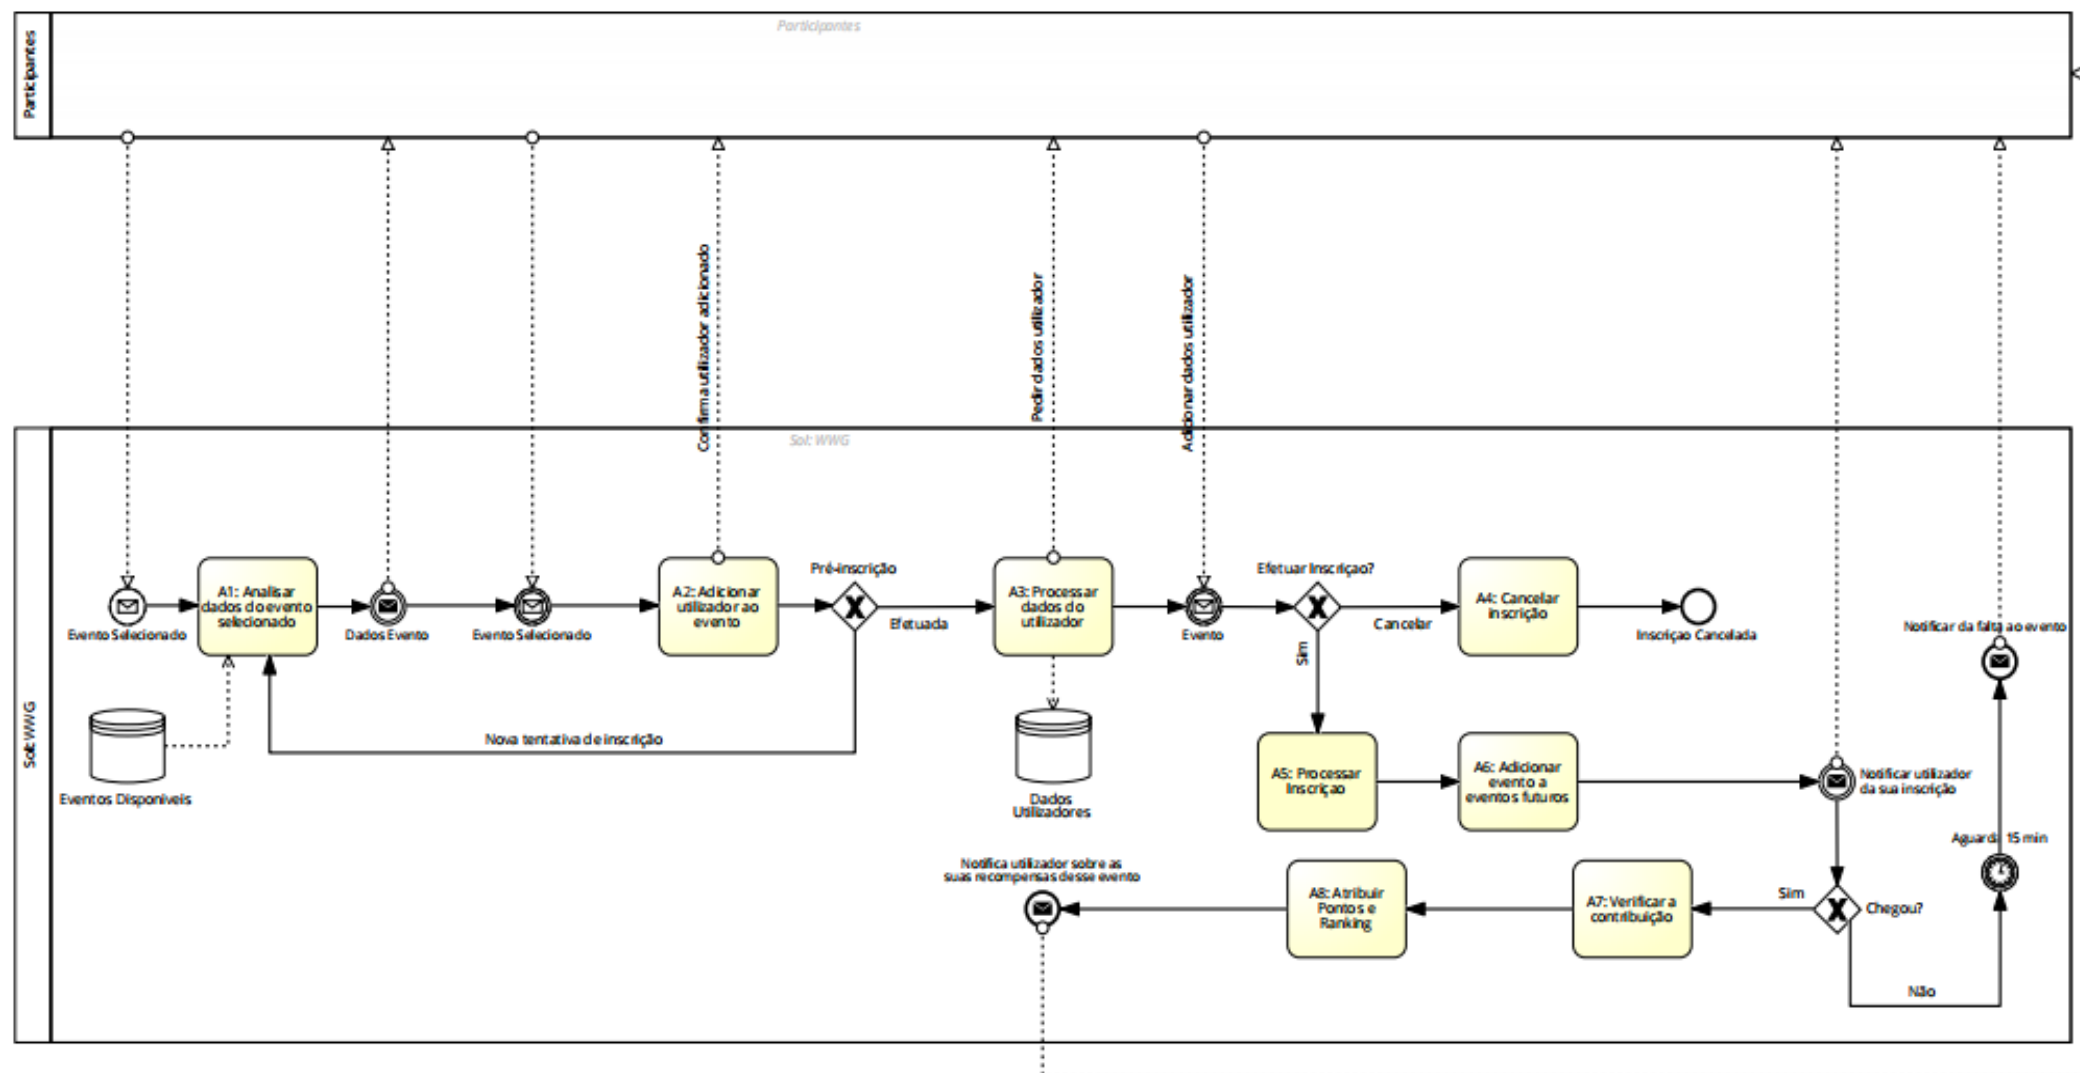 Participantes
Participantes
Confirma utilizador adicionado
Pedir dados utilizador
Adicionar dados utilizador
Sol: WWG
Sol: WWG
Evento Selecionado
A1: Analisar
dados do evento
selecionado
Dados Evento
Evento Selecionado
A2: Adicionar
utilizador ao
evento
Pré-inscrição
Efetuada
A3: Processar
dados do
utilizador
Evento
Efetuar Inscriçao?
Cancelar
Sim
A4: Cancelar
inscrição
Inscriçao Cancelada
Notificar da falta ao evento
Nova tentativa de inscrição
Eventos Disponiveis
Dados
Utilizadores
A5: Processar
Inscriçao
A6: Adicionar
evento a
eventos futuros
Notificar utilizador
da sua inscrição
Aguarda 15 min
Notifica utilizador sobre as
suas recompensas desse evento
A8: Atribuir
Pontos e
Ranking
A7: Verificar a
contribuição
Sim
Chegou?
Não